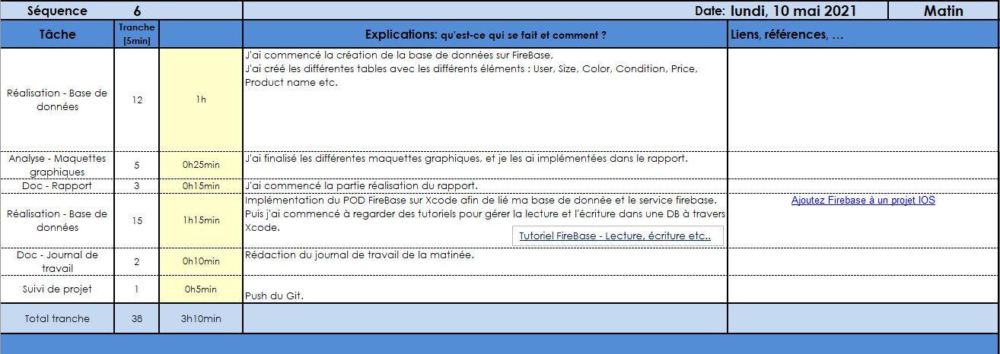 Séquence 6 Date: lundi, 10 mai 2021 Matin
Tâche Tranche [5min] Explications: qu'est-ce qui se fait et comment ? Liens, références, ...
Réalisation - Base de données 12 1h
J'ai commencé la création de la base de données sur FireBase,
J'ai créé les différentes tables avec les différents éléments : User, Size, Color, Condition, Price,
Product name etc.
Analyse - Maquettes graphiques 5 0h25min J'ai finalisé les différentes maquettes graphiques, et je les ai implémentées dans le rapport.
Doc - Rapport 3 0h15min J'ai commencé la partie réalisation du rapport.
Réalisation - Base de données 15 1h15min
Implémentation du POD FireBase sur Xcode afin de lié ma base de donnée et le service firebase.
Puis j'ai commencé à regarder des tutoriels pour gérer la lecture et l'écriture dans une DB à travers
Xcode.
Tutoriel FireBase - Lecture, écriture etc..
Ajoutez Firebase à un projet IOS
Doc - Journal de travail 2 0h10min Rédaction du journal de travail de la matinée.
Suivi de projet 1 0h5min Push du Git.
Total tranche 38 3h10min